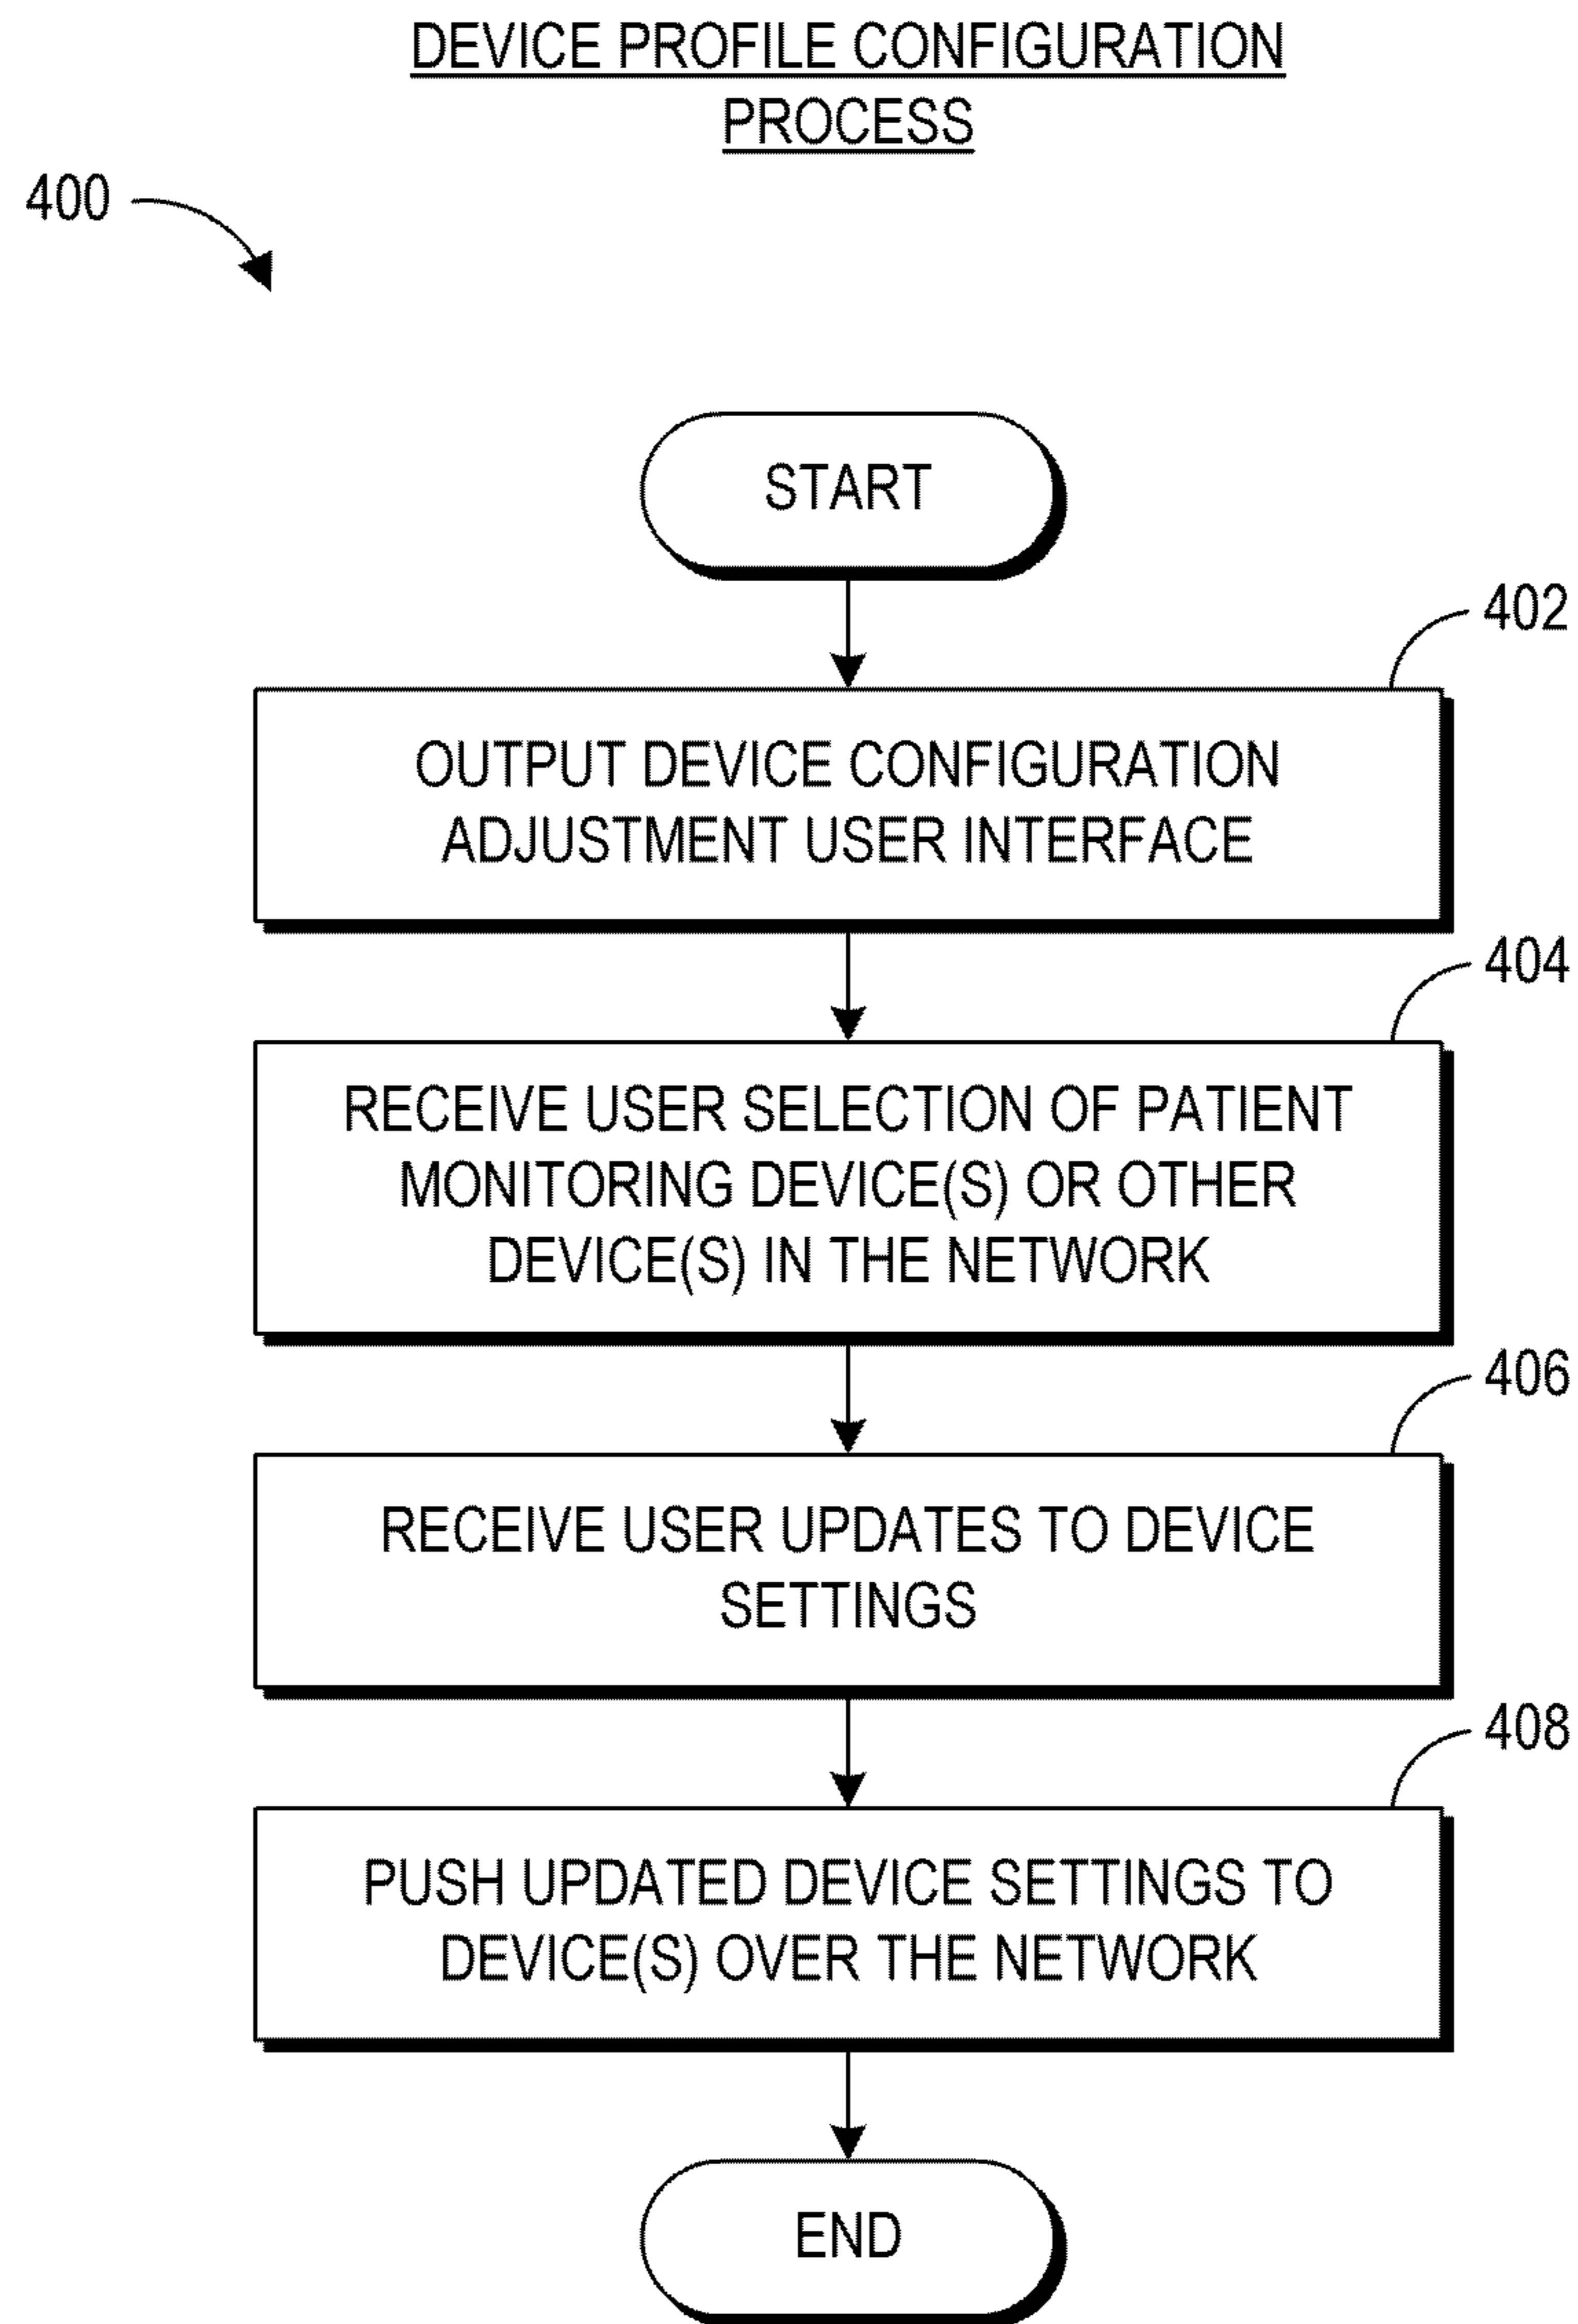 DEVICE PROFILE CONFIGURATION
PROCESS
400
START
402
OUTPUT DEVICE CONFIGURATION
ADJUSTMENT USER INTERFACE
404
RECEIVE USER SELECTION OF PATIENT
MONITORING DEVICE(S) OR OTHER
DEVICE(S) IN THE NETWORK
406
RECEIVE USER UPDATES TO DEVICE
SETTINGS
408
PUSH UPDATED DEVICE SETTINGS TO
DEVICE(S) OVER THE NETWORK
END